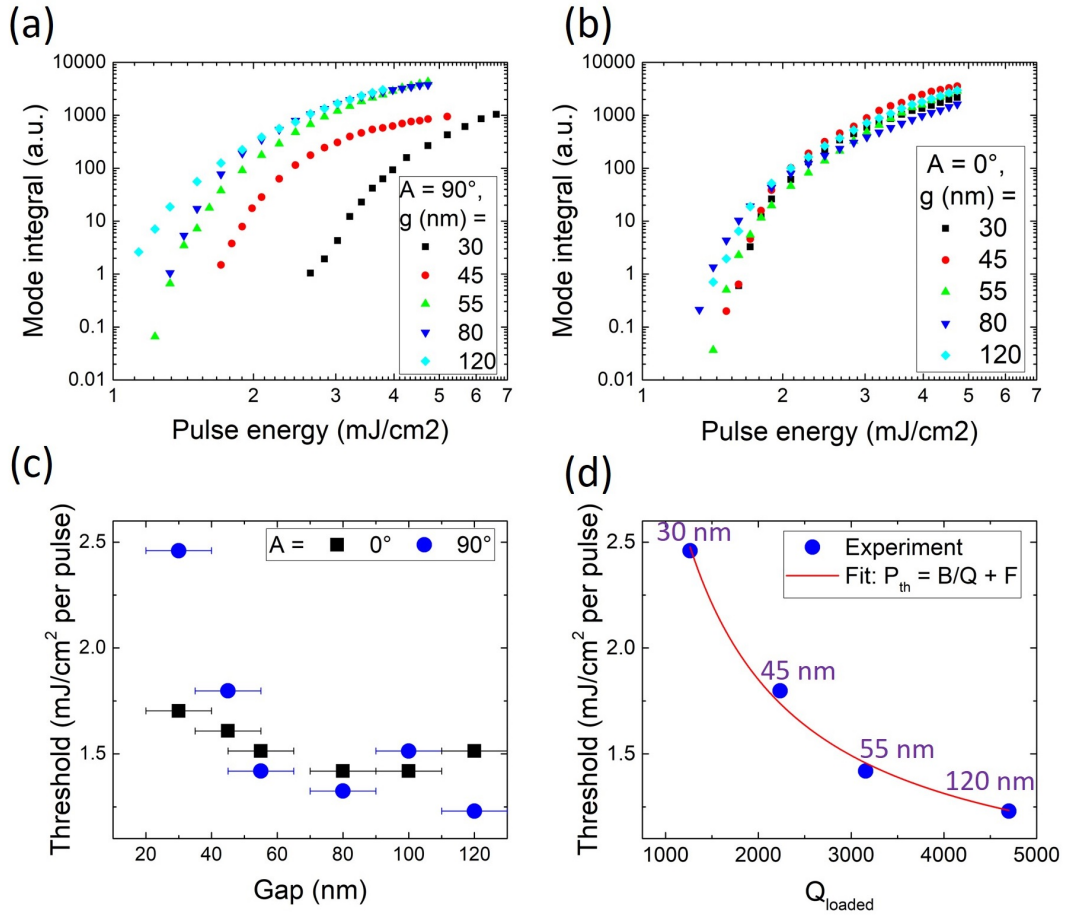 (a)
10000
1000
100
10
1
0.1
0.01
Mode integral (a.u.)
1
2
3
4
5
6
7
Pulse energy (mJ/cm2)
A = 90°,
g (nm) =
30
45
55
80
120
(b)
10000
1000
100
10
1
0.1
0.01
Mode integral (a.u.)
1
2
3
4
5
6
7
Pulse energy (mJ/cm2)
A = 0°,
g (nm) =
30
45
55
80
120
(c)
2.5
2.0
1.5
Threshold (mJ/cm² per pulse)
20
40
60
80
100
120
Gap (nm)
A = 0° 90°
(d)
2.5
2.0
1.5
Threshold (mJ/cm² per pulse)
1000
2000
3000
4000
5000
Qloaded
Experiment
Fit: Pth = B/Q + F
30 nm
45 nm
55 nm
120 nm